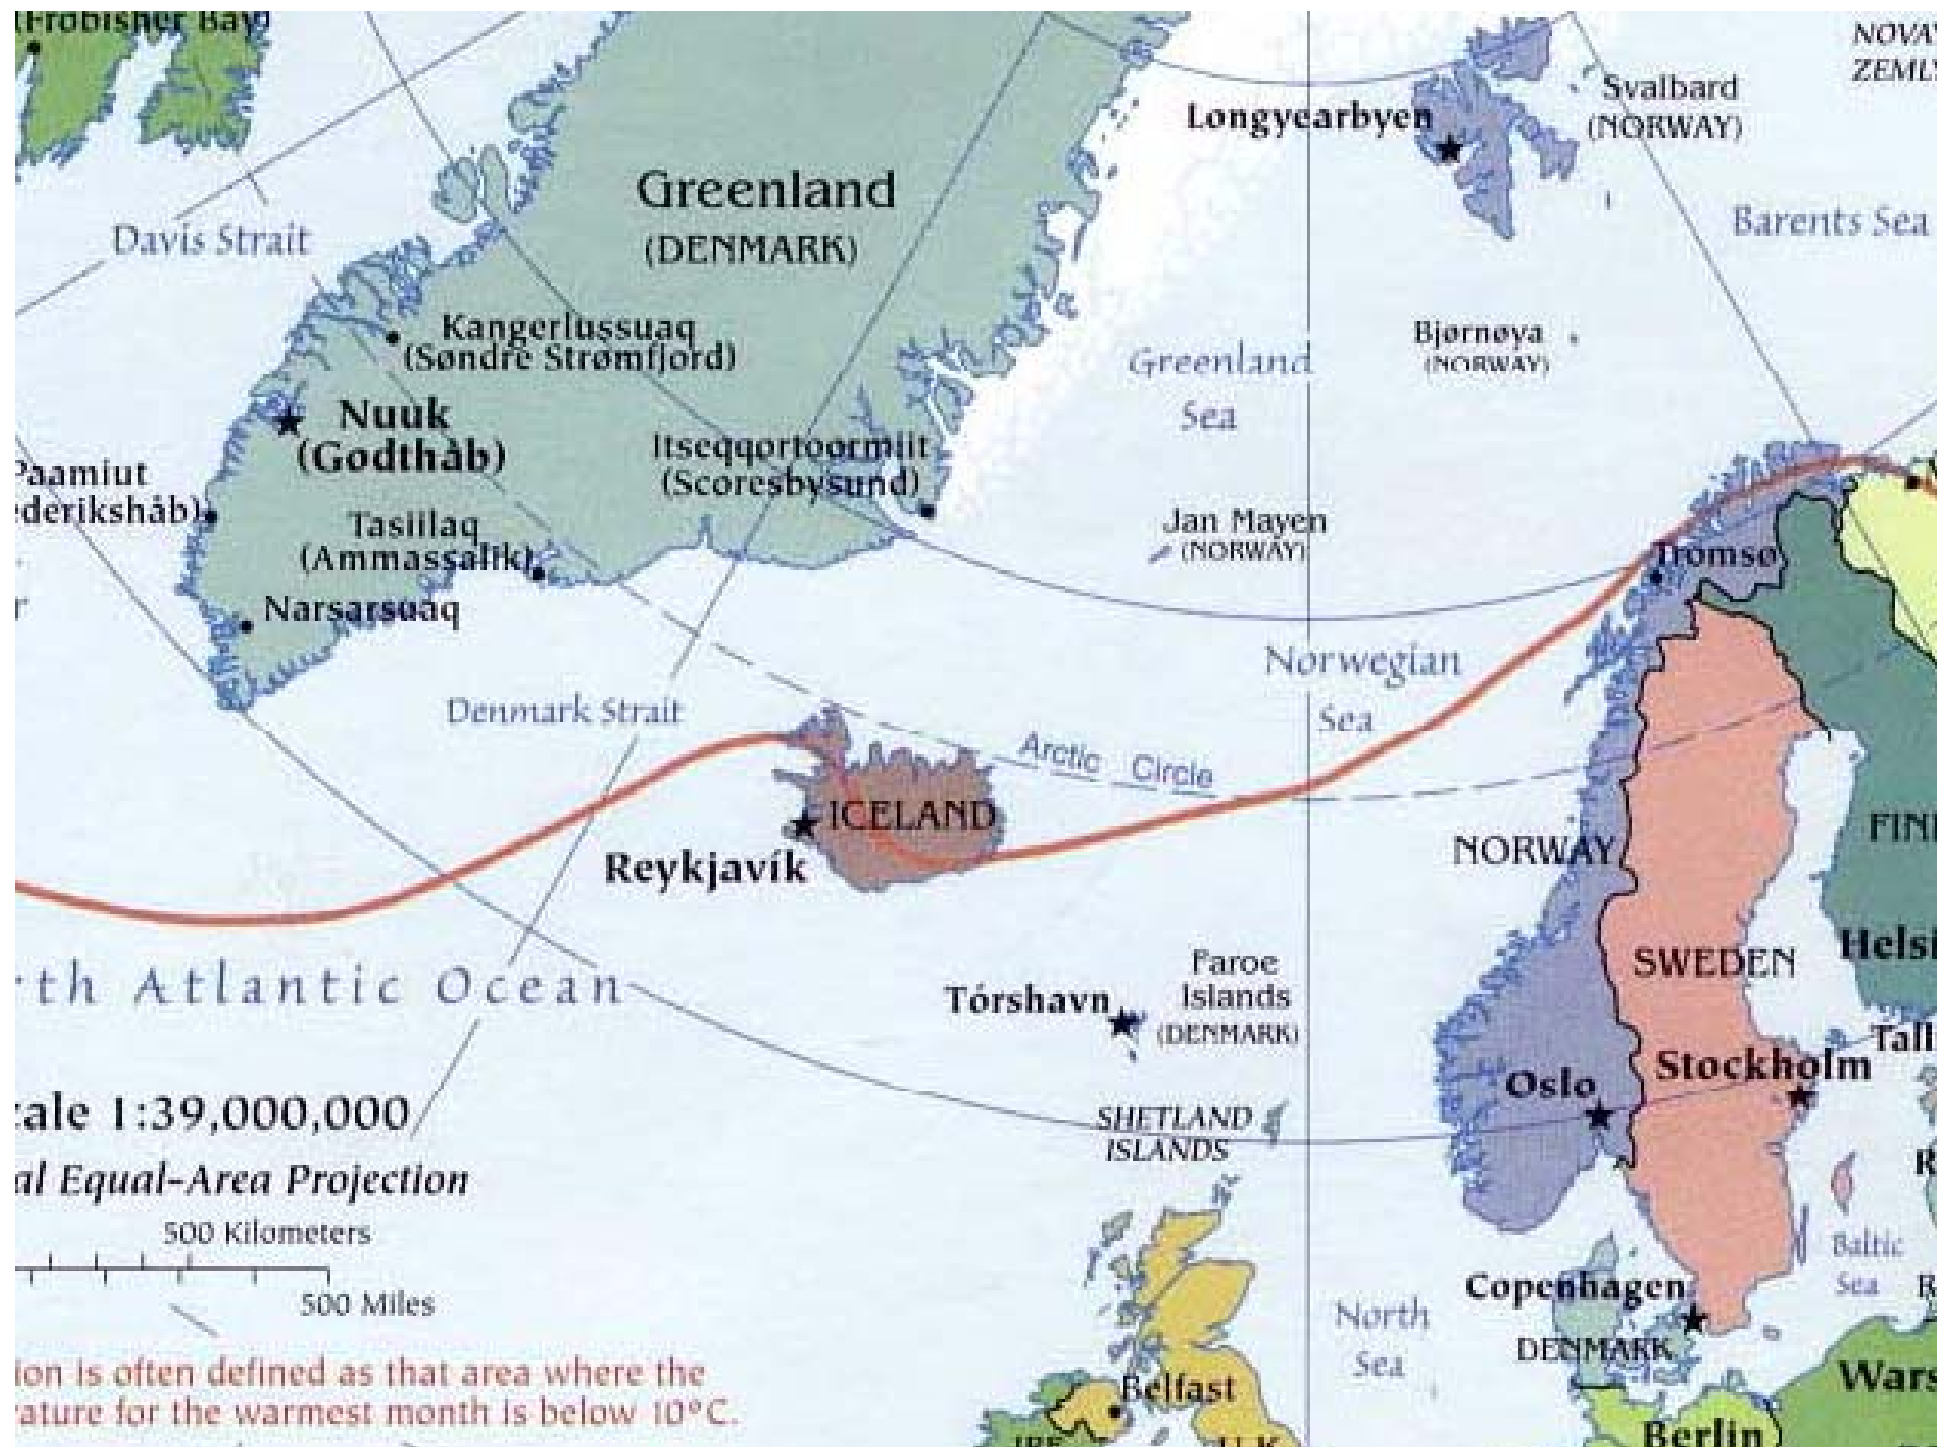 (Frobisher Bay)
NOVA
ZEML
Svalbard
(NORWAY)
Longyearbyen
Barents Sea
Greenland
(DENMARK)
Davis Strait
Kangerlussuaq
(Søndre Strømfjord)
Bjørnøya
(NORWAY)
Greenland
Sea
Nuuk
(Godthåb)
Itseqqortoormiit
(Scoresbysund)
Paamiut
ederikshåb)
Tasiilaq
(Ammassalik)
Jan Mayen
(NORWAY)
Tromsø
Narsarsuaq
r
Norwegian
Sea
Denmark Strait
Arctic Circle
ICELAND
Reykjavík
NORWAY
FIN
SWEDEN
Helsi
Faroe
Islands
(DENMARK)
Tórshavn
rth Atlantic Ocean
Tall
Stockholm
Oslo
SHETLAND
ISLANDS
cale 1:39,000,000
al Equal-Area Projection
R
500 Kilometers
500 Miles
Baltic
Sea
Copenhagen
North
Sea
DENMARK
ion is often defined as that area where the
rature for the warmest month is below 10°C.
Belfast
Wars
Berlin
IRE
U.K.